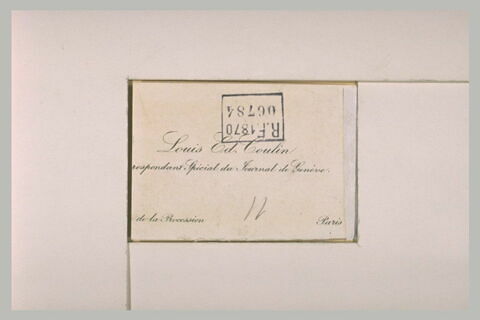 R.F 1870
06784
Louis Ed. Coulin
respondant Spécial du Journal de Genève.
de la Procession
11
Paris